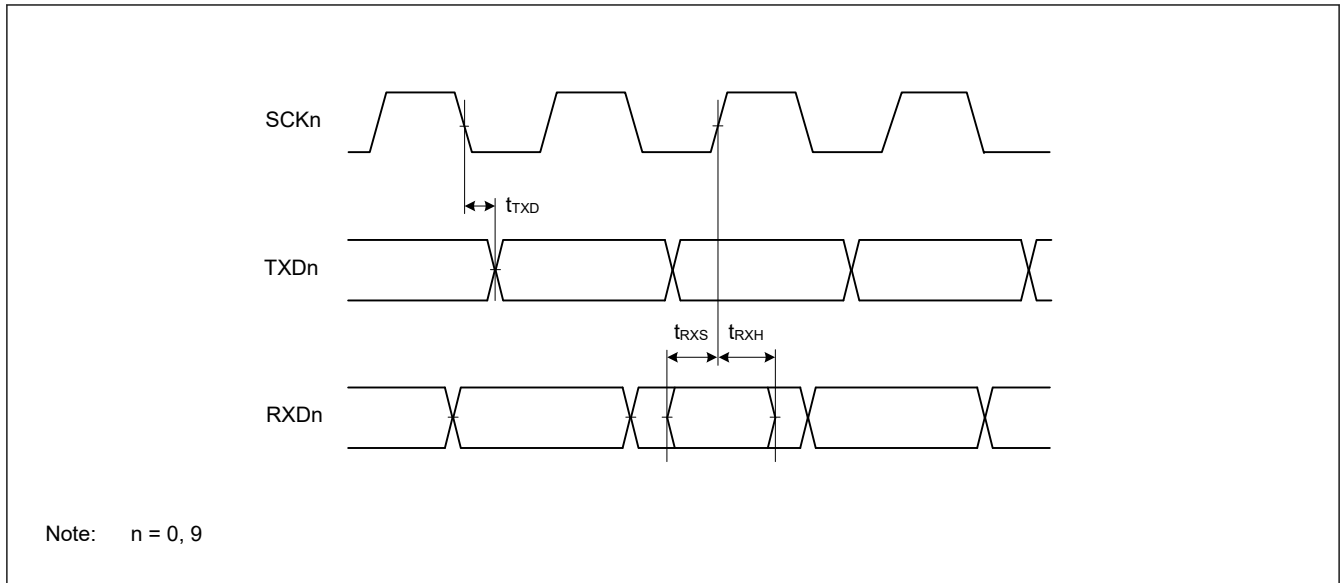 SCKn
tTXD
TXDn
tRXS tRXH
RXDn
Note: n = 0, 9